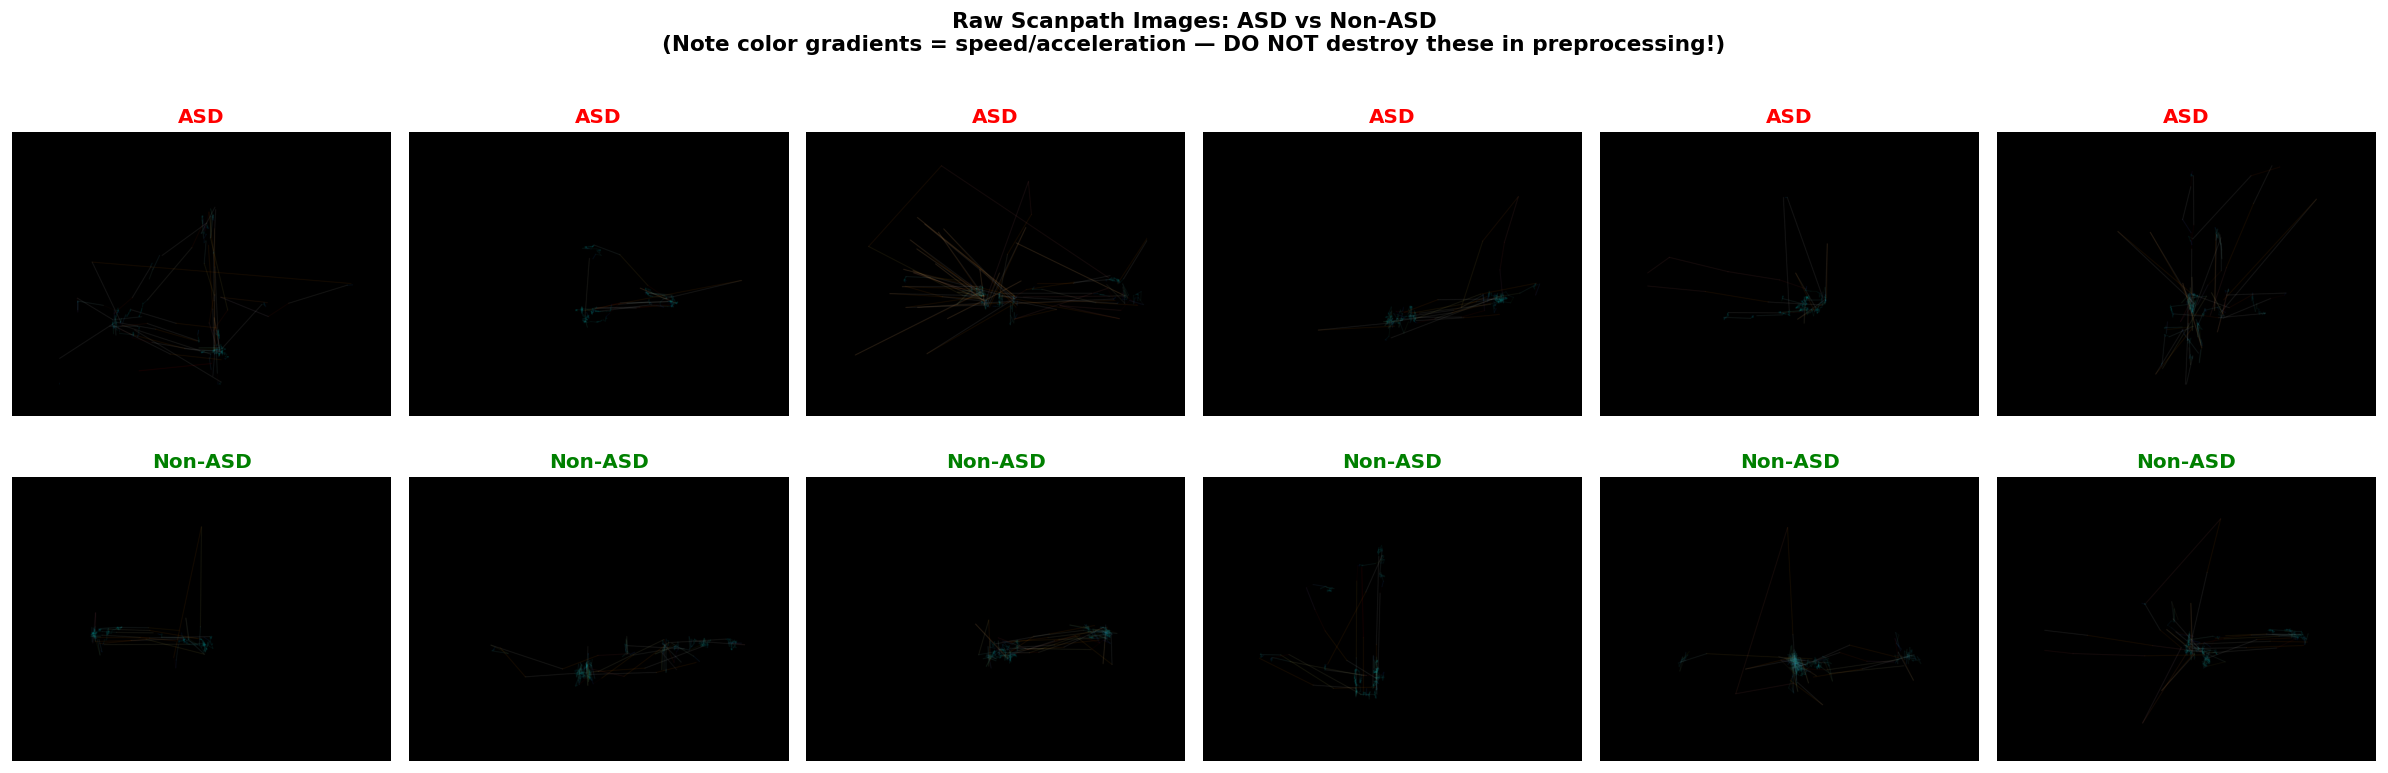 Raw Scanpath Images: ASD vs Non-ASD
(Note color gradients = speed/acceleration — DO NOT destroy these in preprocessing!)
ASD ASD ASD ASD ASD ASD
Non-ASD Non-ASD Non-ASD Non-ASD Non-ASD Non-ASD